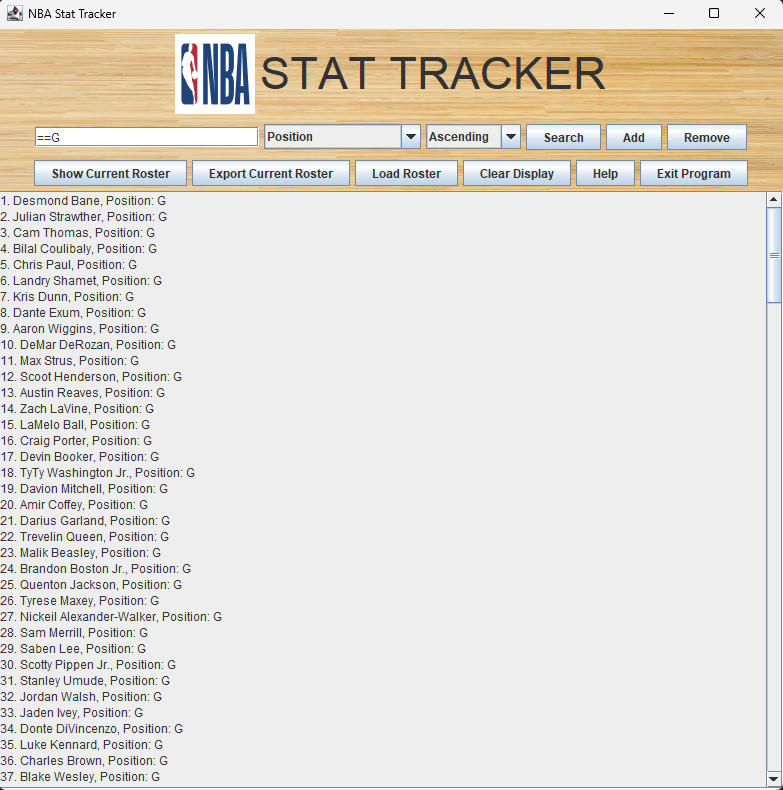 NBA Stat Tracker
NBA STAT TRACKER
==G Position Ascending Search Add Remove
Show Current Roster Export Current Roster Load Roster Clear Display Help Exit Program
1. Desmond Bane, Position: G
2. Julian Strawther, Position: G
3. Cam Thomas, Position: G
4. Bilal Coulibaly, Position: G
5. Chris Paul, Position: G
6. Landry Shamet, Position: G
7. Kris Dunn, Position: G
8. Dante Exum, Position: G
9. Aaron Wiggins, Position: G
10. DeMar DeRozan, Position: G
11. Max Strus, Position: G
12. Scoot Henderson, Position: G
13. Austin Reaves, Position: G
14. Zach LaVine, Position: G
15. LaMelo Ball, Position: G
16. Craig Porter, Position: G
17. Devin Booker, Position: G
18. TyTy Washington Jr., Position: G
19. Davion Mitchell, Position: G
20. Amir Coffey, Position: G
21. Darius Garland, Position: G
22. Trevelin Queen, Position: G
23. Malik Beasley, Position: G
24. Brandon Boston Jr., Position: G
25. Quenton Jackson, Position: G
26. Tyrese Maxey, Position: G
27. Nickeil Alexander-Walker, Position: G
28. Sam Merrill, Position: G
29. Saben Lee, Position: G
30. Scotty Pippen Jr., Position: G
31. Stanley Umude, Position: G
32. Jordan Walsh, Position: G
33. Jaden Ivey, Position: G
34. Donte DiVincenzo, Position: G
35. Luke Kennard, Position: G
36. Charles Brown, Position: G
37. Blake Wesley, Position: G